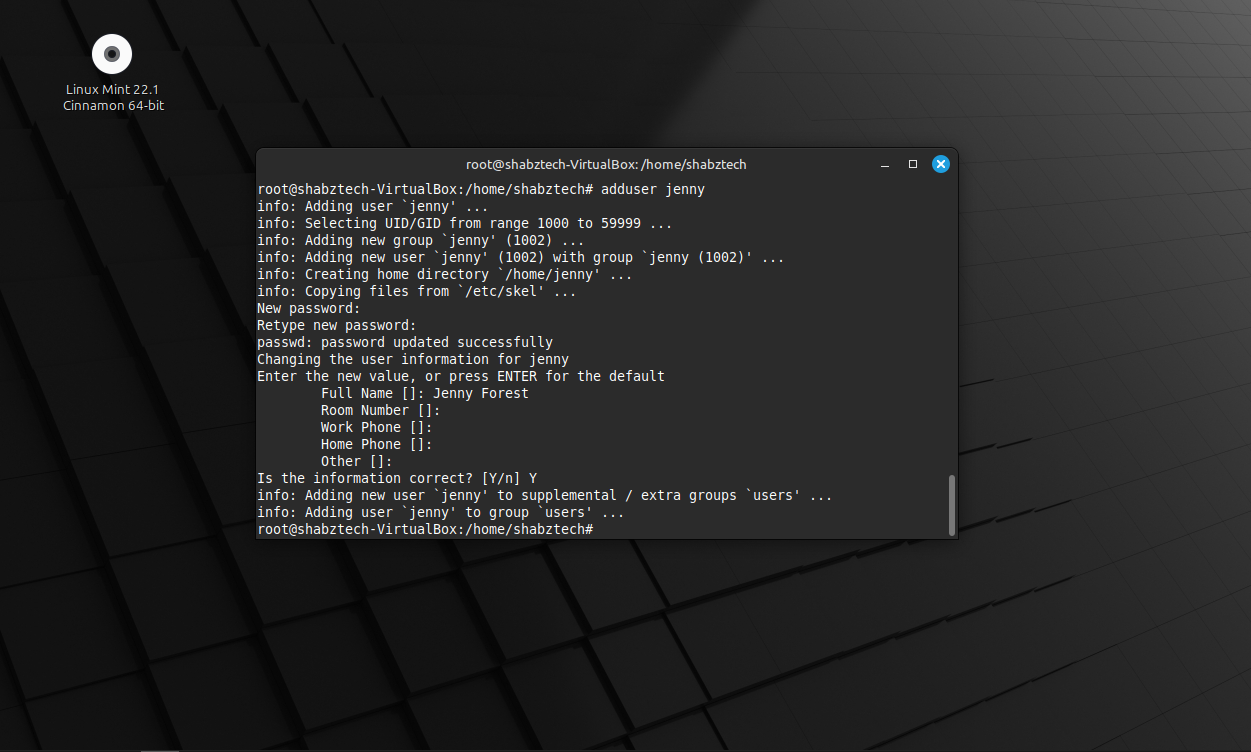 Linux Mint 22.1
Cinnamon 64-bit
root@shabztech-VirtualBox: /home/shabztech
root@shabztech-VirtualBox:/home/shabztech# adduser jenny
info: Adding user `jenny' ...
info: Selecting UID/GID from range 1000 to 59999 ...
info: Adding new group `jenny' (1002) ...
info: Adding new user `jenny' (1002) with group `jenny (1002)' ...
info: Creating home directory `/home/jenny' ...
info: Copying files from `/etc/skel' ...
New password:
Retype new password:
passwd: password updated successfully
Changing the user information for jenny
Enter the new value, or press ENTER for the default
        Full Name []: Jenny Forest
        Room Number []:
        Work Phone []:
        Home Phone []:
        Other []:
Is the information correct? [Y/n] Y
info: Adding new user `jenny' to supplemental / extra groups `users' ...
info: Adding user `jenny' to group `users' ...
root@shabztech-VirtualBox:/home/shabztech#